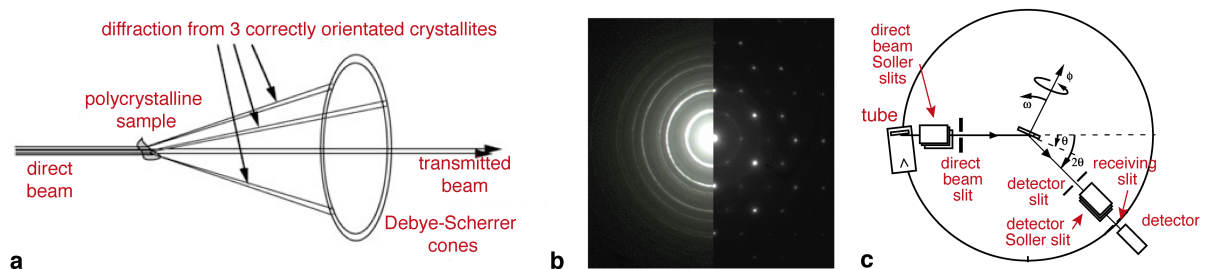 diffraction from 3 correctly orientated crystallites
polycrystalline
sample
direct
beam
transmitted
beam
Debye-Scherrer
cones
a
b
direct
beam
Soller
slits
tube
direct
beam
slit
ω
ϕ
θ
2θ
receiving
slit
detector
slit
detector
Soller slit
detector
c